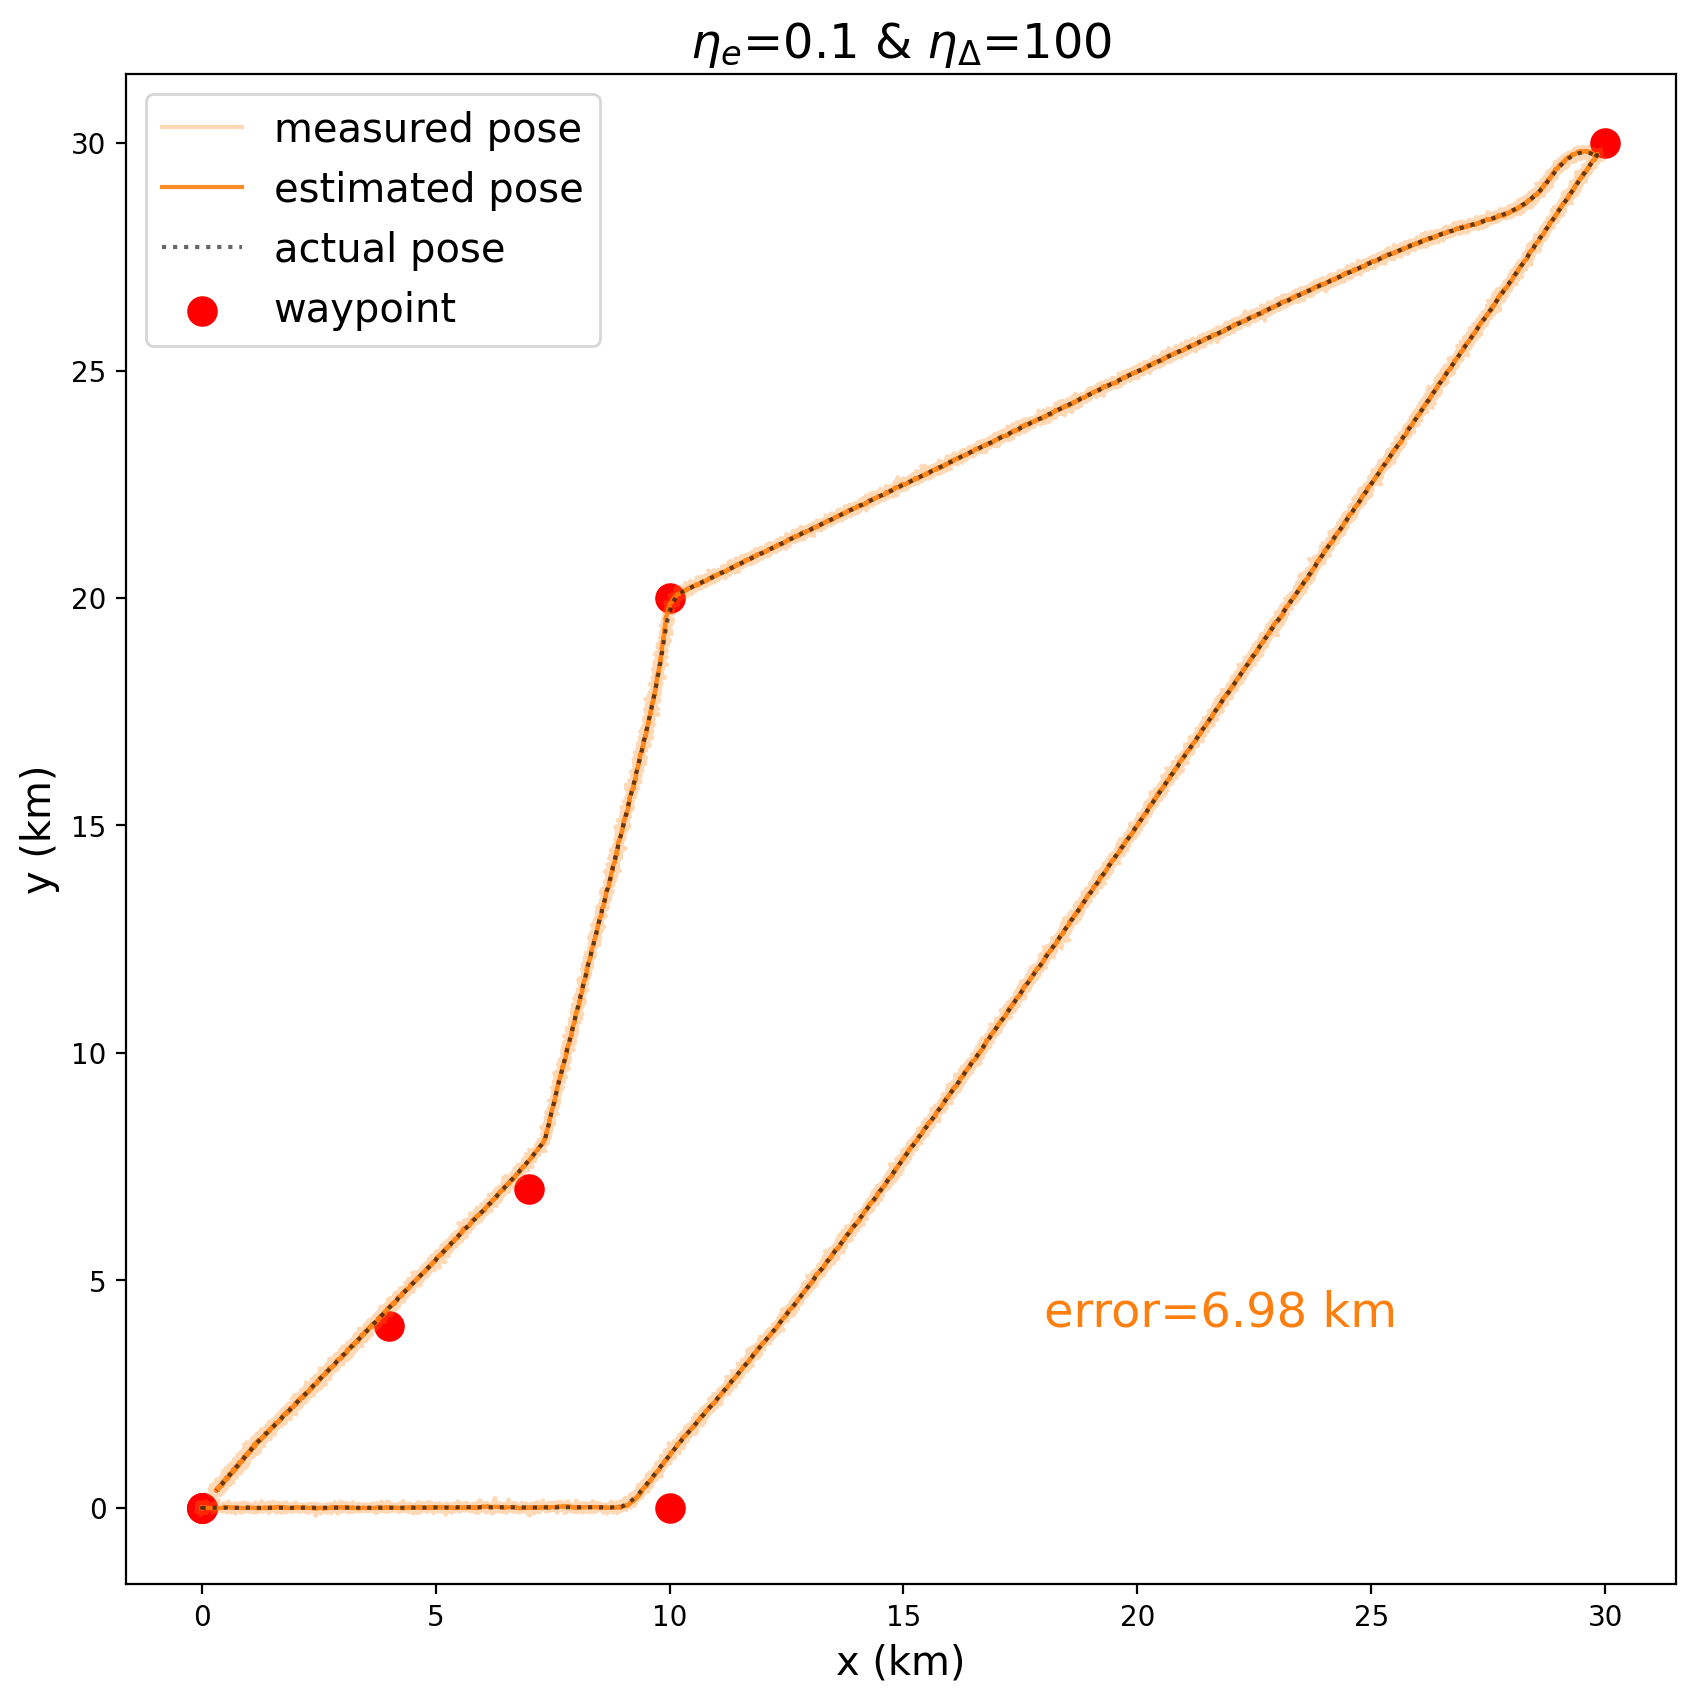 ηₑ=0.1 & η_Δ=100
measured pose
estimated pose
actual pose
waypoint
30
25
20
15
10
5
0
y (km)
error=6.98 km
0 5 10 15 20 25 30
x (km)